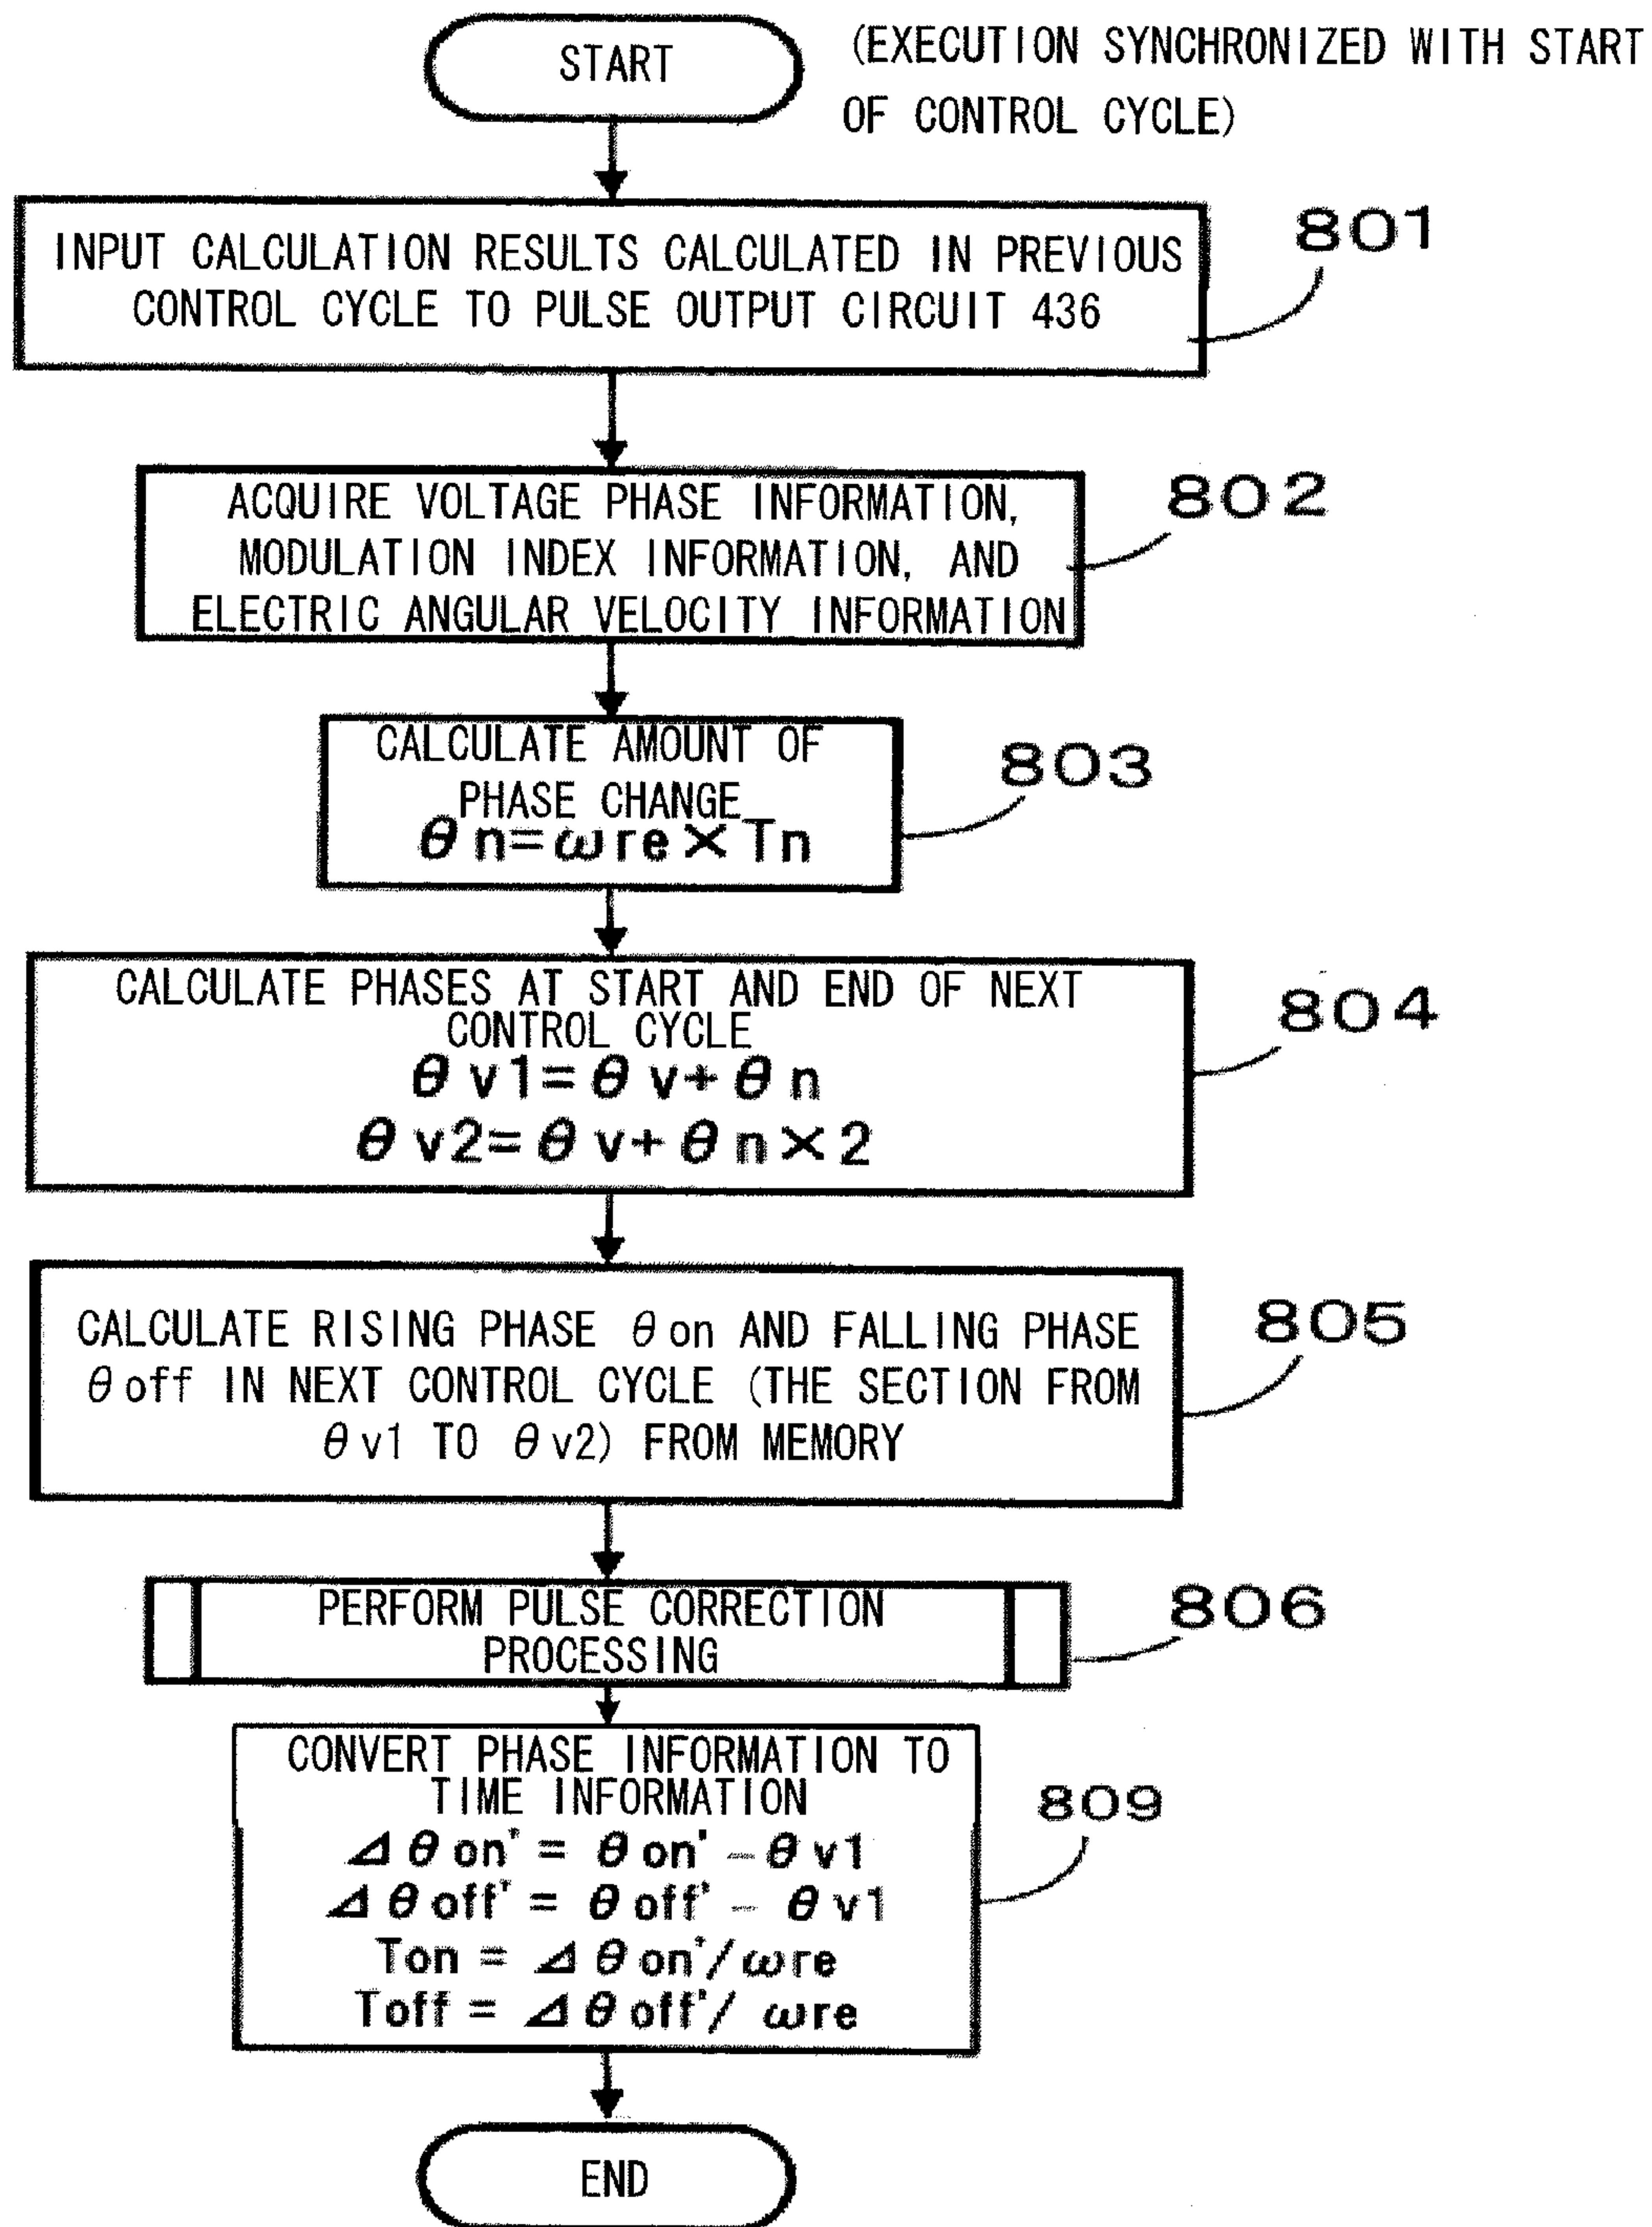 START
(EXECUTION SYNCHRONIZED WITH START
OF CONTROL CYCLE)
INPUT CALCULATION RESULTS CALCULATED IN PREVIOUS
CONTROL CYCLE TO PULSE OUTPUT CIRCUIT 436
801
ACQUIRE VOLTAGE PHASE INFORMATION,
MODULATION INDEX INFORMATION, AND
ELECTRIC ANGULAR VELOCITY INFORMATION
802
CALCULATE AMOUNT OF
PHASE CHANGE
θn=ωre×Tn
803
CALCULATE PHASES AT START AND END OF NEXT
CONTROL CYCLE
θv1=θv+θn
θv2=θv+θn×2
804
CALCULATE RISING PHASE θon AND FALLING PHASE
θoff IN NEXT CONTROL CYCLE (THE SECTION FROM
θv1 TO θv2) FROM MEMORY
805
PERFORM PULSE CORRECTION
PROCESSING
806
CONVERT PHASE INFORMATION TO
TIME INFORMATION
⊿θon' = θon' - θv1
⊿θoff' = θoff' - θv1
Ton = ⊿θon'/ωre
Toff = ⊿θoff'/ωre
809
END